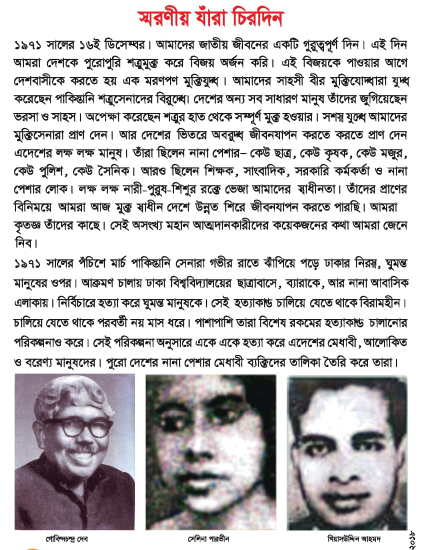 স্মরণীয় যাঁরা চিরদিন
১৯৭১ সালের ১৬ই ডিসেম্বর। আমাদের জাতীয় জীবনের একটি গুরুত্বপূর্ণ দিন। এই দিন
আমরা দেশকে পুরোপুরি শত্রুমুক্ত করে বিজয় অর্জন করি। এই বিজয়কে পাওয়ার আগে
দেশবাসীকে করতে হয় এক মরণপণ মুক্তিযুদ্ধ। আমাদের সাহসী বীর মুক্তিযোদ্ধারা যুদ্ধ
করেছেন পাকিস্তানি শত্রুসেনাদের বিরুদ্ধে। দেশের অন্য সব সাধারণ মানুষ তাঁদের জুগিয়েছেন
ভরসা ও সাহস। অপেক্ষা করেছেন শত্রুর হাত থেকে সম্পূর্ণ মুক্ত হওয়ার। সশস্ত্র যুদ্ধে আমাদের
মুক্তিসেনারা প্রাণ দেন। আর দেশের ভিতরে অবরুদ্ধ জীবনযাপন করতে করতে প্রাণ দেন
এদেশের লক্ষ লক্ষ মানুষ। তাঁরা ছিলেন নানা পেশার– কেউ ছাত্র, কেউ কৃষক, কেউ মজুর,
কেউ পুলিশ, কেউ সৈনিক। আরও ছিলেন শিক্ষক, সাংবাদিক, সরকারি কর্মকর্তা ও নানা
পেশার লোক। লক্ষ লক্ষ নারী-পুরুষ-শিশুর রক্তে ভেজা আমাদের স্বাধীনতা। তাঁদের প্রাণের
বিনিময়ে আমরা আজ মুক্ত স্বাধীন দেশে উন্নত শিরে জীবনযাপন করতে পারছি। আমরা
কৃতজ্ঞ তাঁদের কাছে। সেই অসংখ্য মহান আত্মদানকারীদের কয়েকজনের কথা আমরা জেনে
নিব।
১৯৭১ সালের পঁচিশে মার্চ পাকিস্তানি সেনারা গভীর রাতে ঝাঁপিয়ে পড়ে ঢাকার নিরস্ত্র, ঘুমন্ত
মানুষের ওপর। আক্রমণ চালায় ঢাকা বিশ্ববিদ্যালয়ের ছাত্রাবাসে, ব্যারাকে, আর নানা আবাসিক
এলাকায়। নির্বিচারে হত্যা করে ঘুমন্ত মানুষকে। সেই হত্যাকাণ্ড চালিয়ে যেতে থাকে বিরামহীন।
চালিয়ে যেতে থাকে পরবর্তী নয় মাস ধরে। পাশাপাশি তারা বিশেষ রকমের হত্যাকাণ্ড চালানোর
পরিকল্পনাও করে। সেই পরিকল্পনা অনুসারে একে একে হত্যা করে এদেশের মেধাবী, আলোকিত
ও বরেণ্য মানুষদের। পুরো দেশের নানা পেশার মেধাবী ব্যক্তিদের তালিকা তৈরি করে তারা।
গোবিন্দচন্দ্র দেব
সেলিনা পারভীন
গিয়াসউদ্দিন আহমদ
২০১৮